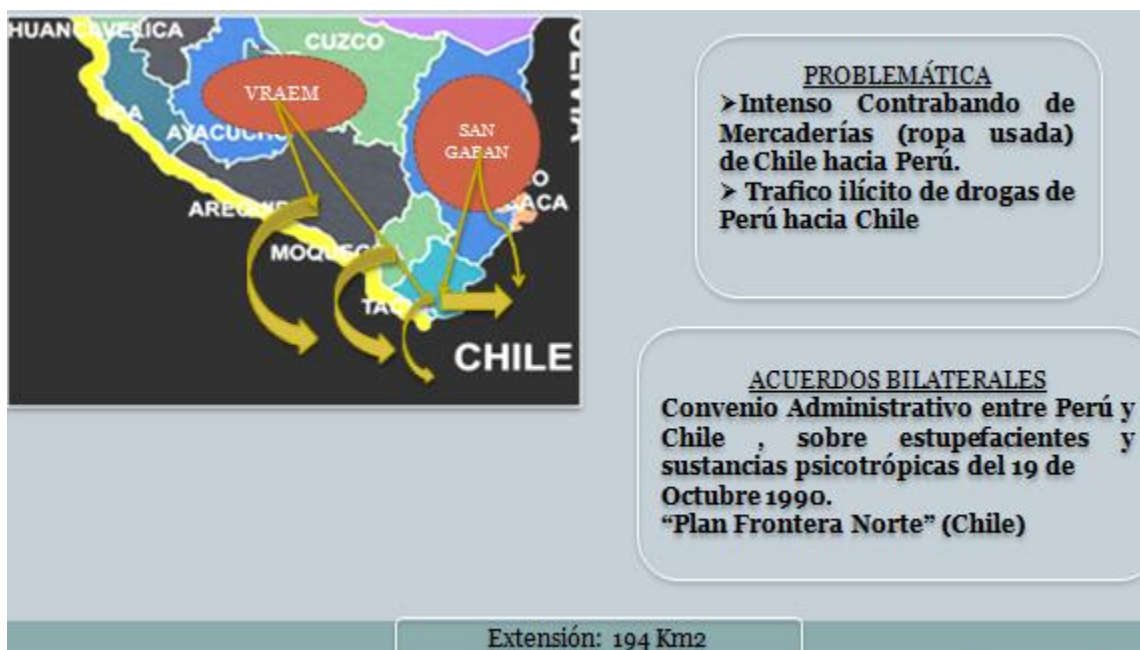 HUANCAVELICA
CUZCO
VRAEM
AYACUCHO
SAN
GABAN
MOQUEG
CHILE
PROBLEMÁTICA
➢Intenso Contrabando de
Mercaderías (ropa usada)
de Chile hacia Perú.
➢ Trafico ilícito de drogas de
Perú hacia Chile
ACUERDOS BILATERALES
Convenio Administrativo entre Perú y
Chile , sobre estupefacientes y
sustancias psicotrópicas del 19 de
Octubre 1990.
“Plan Frontera Norte” (Chile)
Extensión: 194 Km2